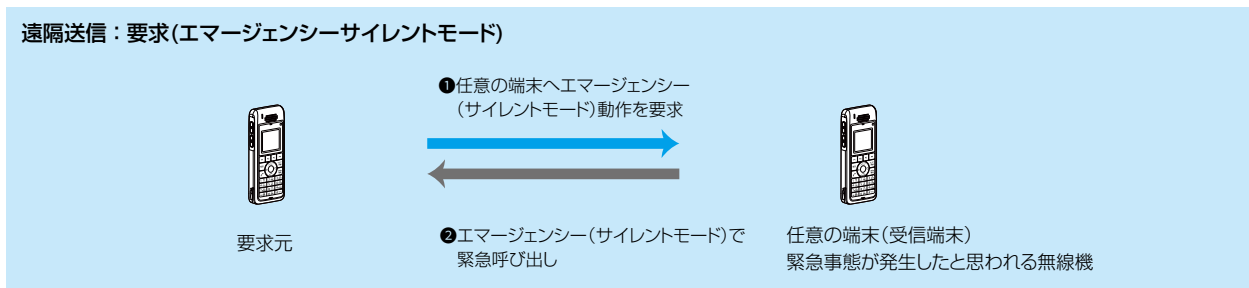 遠隔送信：要求(エマージェンシーサイレントモード)
❶任意の端末へエマージェンシー
（サイレントモード）動作を要求
要求元
❷エマージェンシー（サイレントモード）で
緊急呼び出し
任意の端末（受信端末）
緊急事態が発生したと思われる無線機